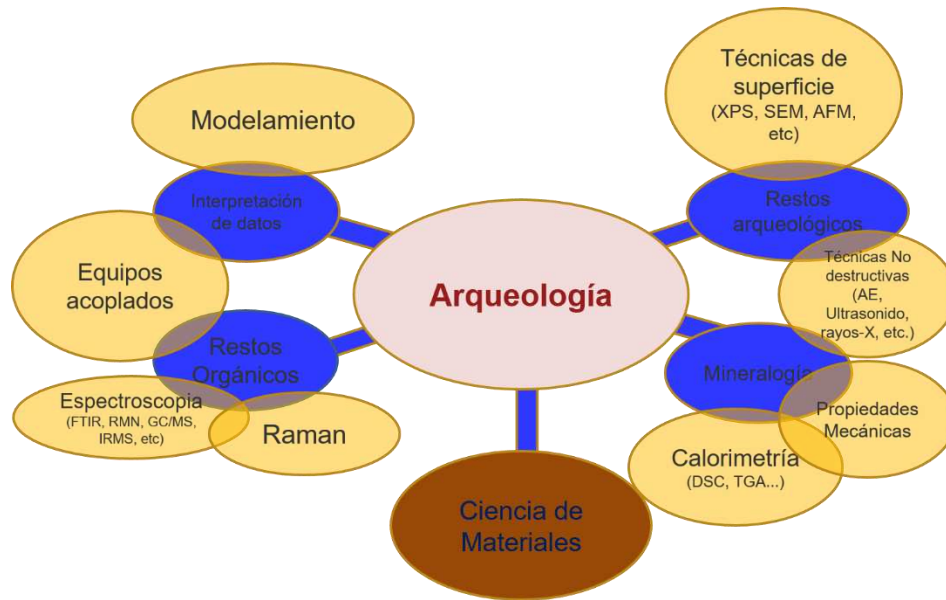 Técnicas de
superficie
(XPS, SEM, AFM,
etc)
Modelamiento
Interpretación
de datos
Restos
arqueológicos
Equipos
acoplados
Arqueología
Técnicas No
destructivas
(AE,
Ultrasonido,
rayos-X, etc.)
Restos
Orgánicos
Mineralogía
Espectroscopia
(FTIR, RMN, GC/MS,
IRMS, etc)
Raman
Propiedades
Mecánicas
Calorimetría
(DSC, TGA...)
Ciencia de
Materiales